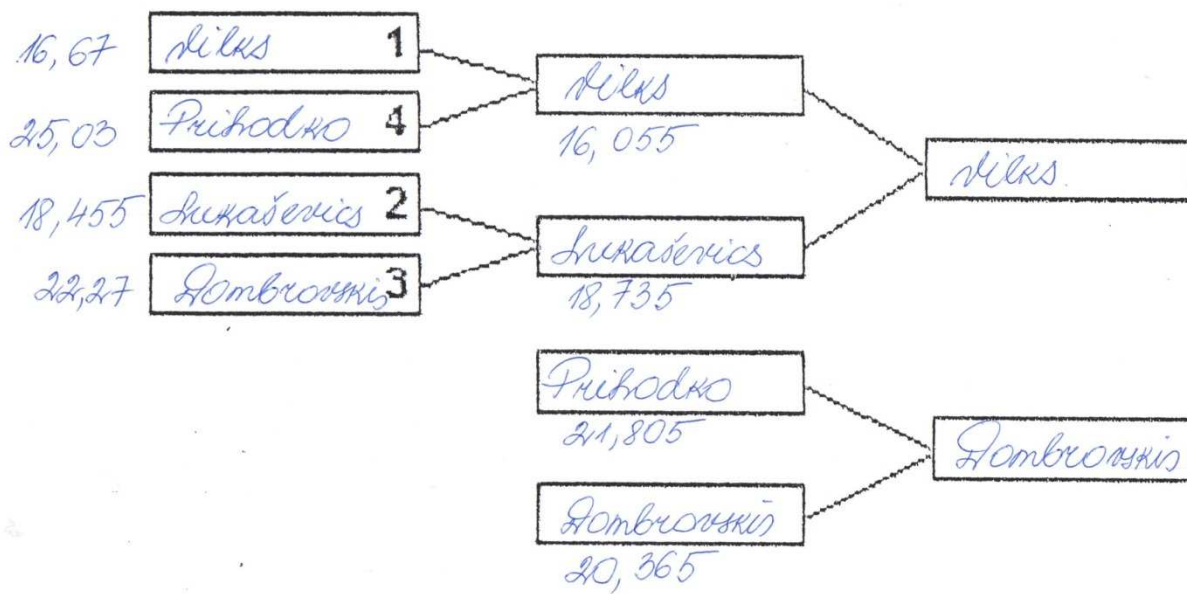 16,67 Vilks 1
25,03 Prihodko 4
18,455 Lukaševics 2
22,27 Dombrovskis 3
Vilks
16,055
Lukaševics
18,735
Vilks
Prihodko
21,805
Dombrovskis
20,365
Dombrovskis